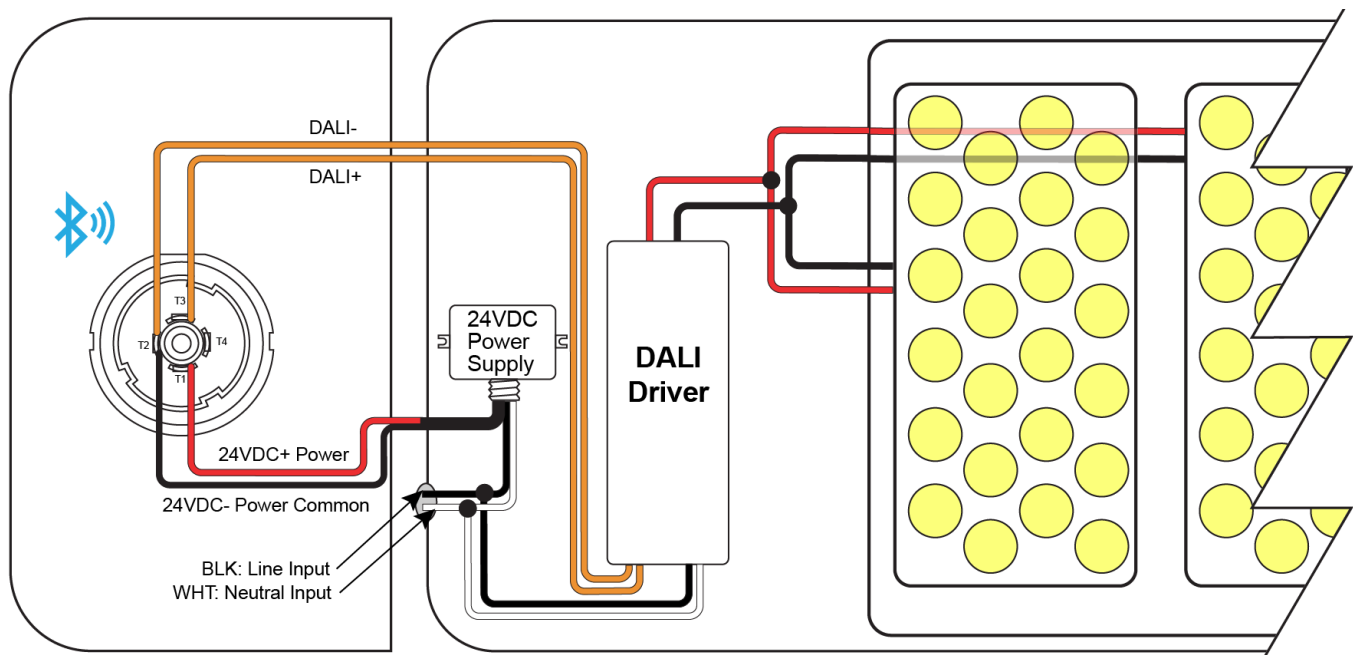 DALI-
DALI+
T3
T2
T4
T1
24VDC
Power
Supply
DALI
Driver
24VDC+ Power
24VDC- Power Common
BLK: Line Input
WHT: Neutral Input